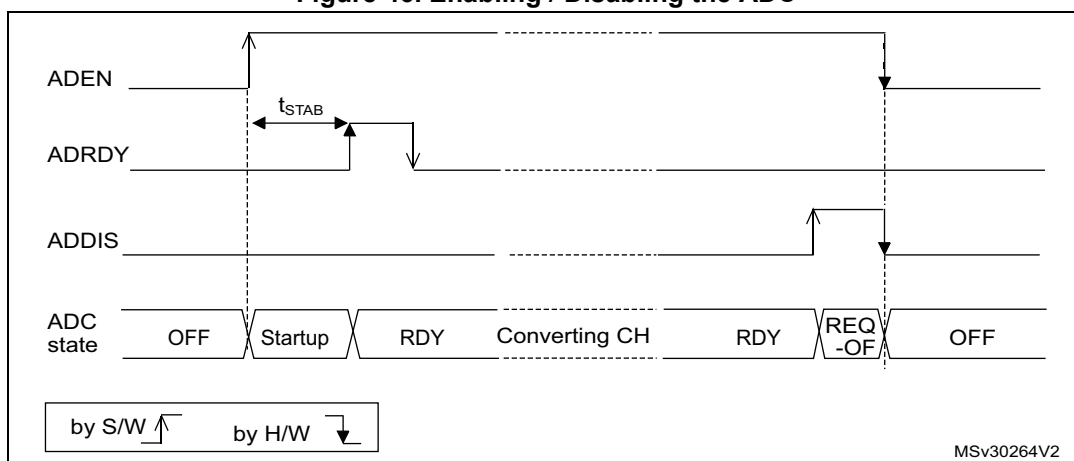 Figure 46. Enabling / Disabling the ADC
ADEN
tSTAB
ADRDY
ADDIS
ADC
state
OFF
Startup
RDY
Converting CH
RDY
REQ
-OF
OFF
by S/W
by H/W
MSv30264V2